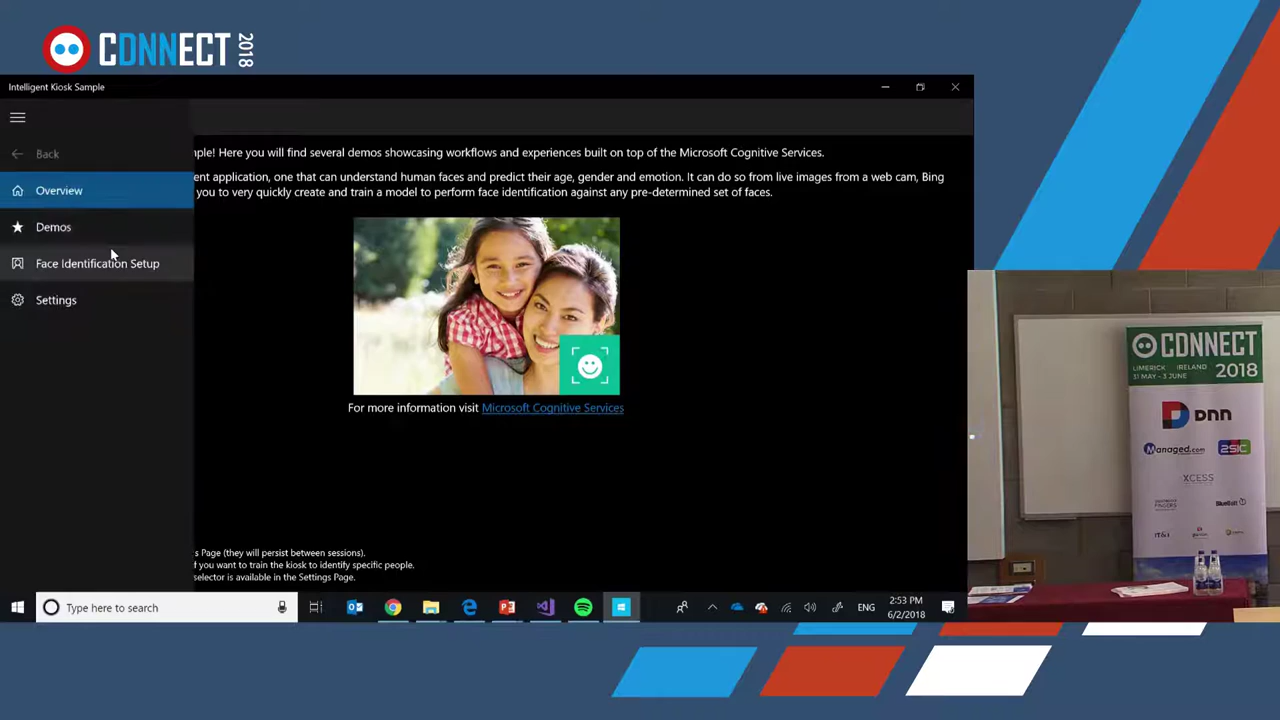 CDNNECT 2018
Intelligent Kiosk Sample
Back
Overview
Demos
Face Identification Setup
Settings
mple! Here you will find several demos showcasing workflows and experiences built on top of the Microsoft Cognitive Services.
ent application, one that can understand human faces and predict their age, gender and emotion. It can do so from live images from a web cam, Bing
you to very quickly create and train a model to perform face identification against any pre-determined set of faces.
For more information visit Microsoft Cognitive Services
s Page (they will persist between sessions).
f you want to train the kiosk to identify specific people.
selector is available in the Settings Page.
Type here to search
ENG
2:53 PM
6/2/2018
CDNNECT
LIMERICK IRELAND
31 MAY - 3 JUNE
2018
DNN
Managed.com
2SIC
XCESS